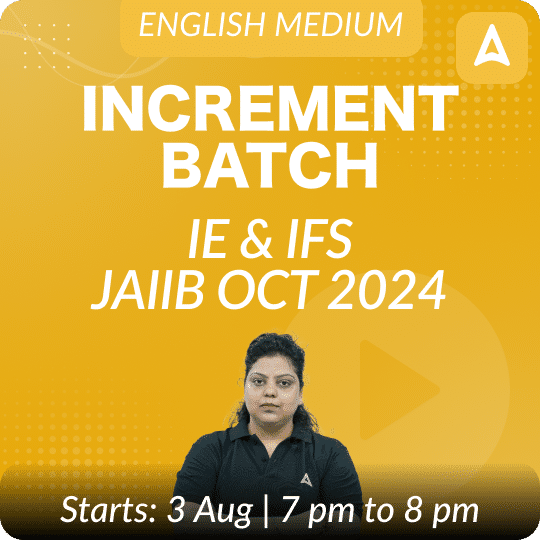 ENGLISH MEDIUM
INCREMENT
BATCH
IE & IFS
JAIIB OCT 2024
Starts: 3 Aug | 7 pm to 8 pm